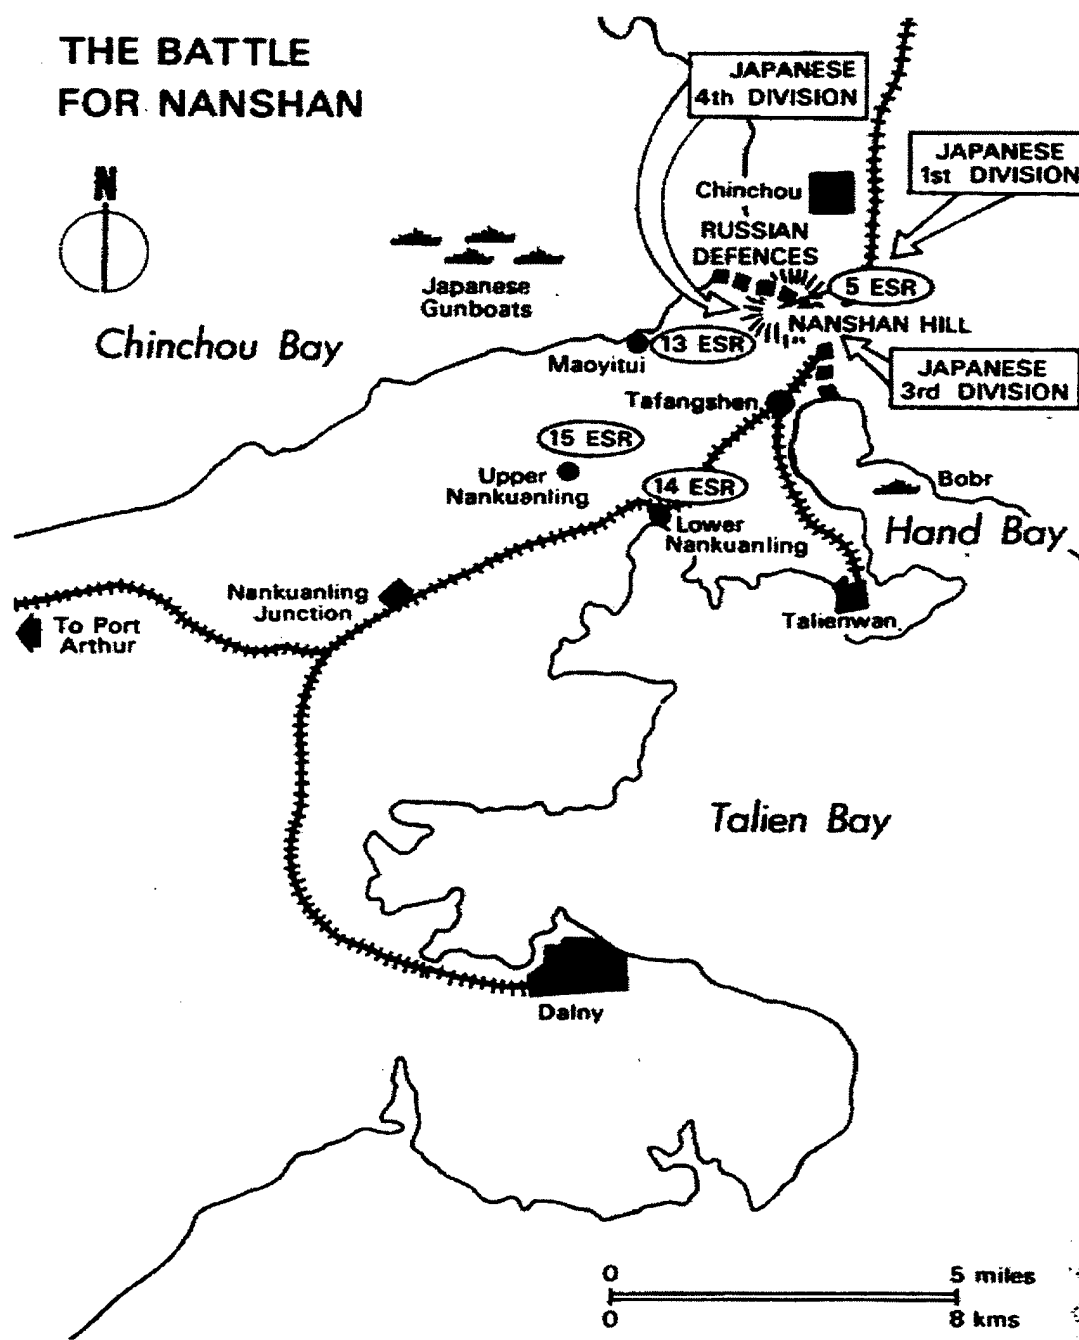 THE BATTLE
FOR NANSHAN
N
JAPANESE
4th DIVISION
JAPANESE
1st DIVISION
Chinchou
RUSSIAN
DEFENCES
Japanese
Gunboats
5 ESR
Chinchou Bay
NANSHAN HILL
13 ESR
Maoyitui
JAPANESE
3rd DIVISION
Tafangshen
15 ESR
Upper
Nankuanling
14 ESR
Bobr
Lower
Nankuanling
Hand Bay
Nankuanling
Junction
Talienwan
To Port
Arthur
Talien Bay
Dalny
0 5 miles
0 8 kms